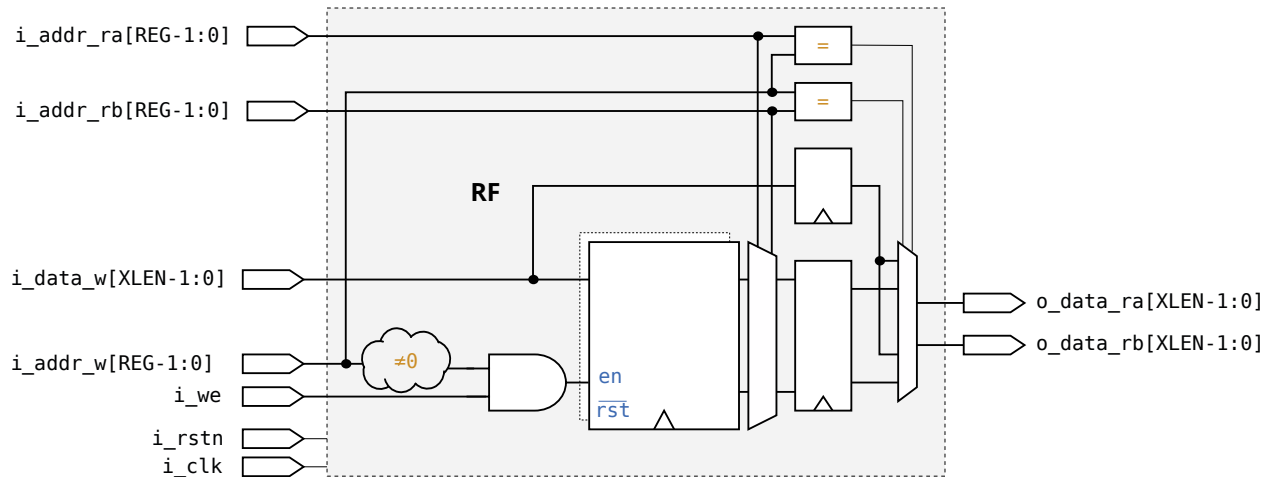 i_addr_ra[REG-1:0]
=
=
i_addr_rb[REG-1:0]
RF
i_data_w[XLEN-1:0]
o_data_ra[XLEN-1:0]
o_data_rb[XLEN-1:0]
i_addr_w[REG-1:0]
≠0
en
i_we
rst
i_rstn
i_clk